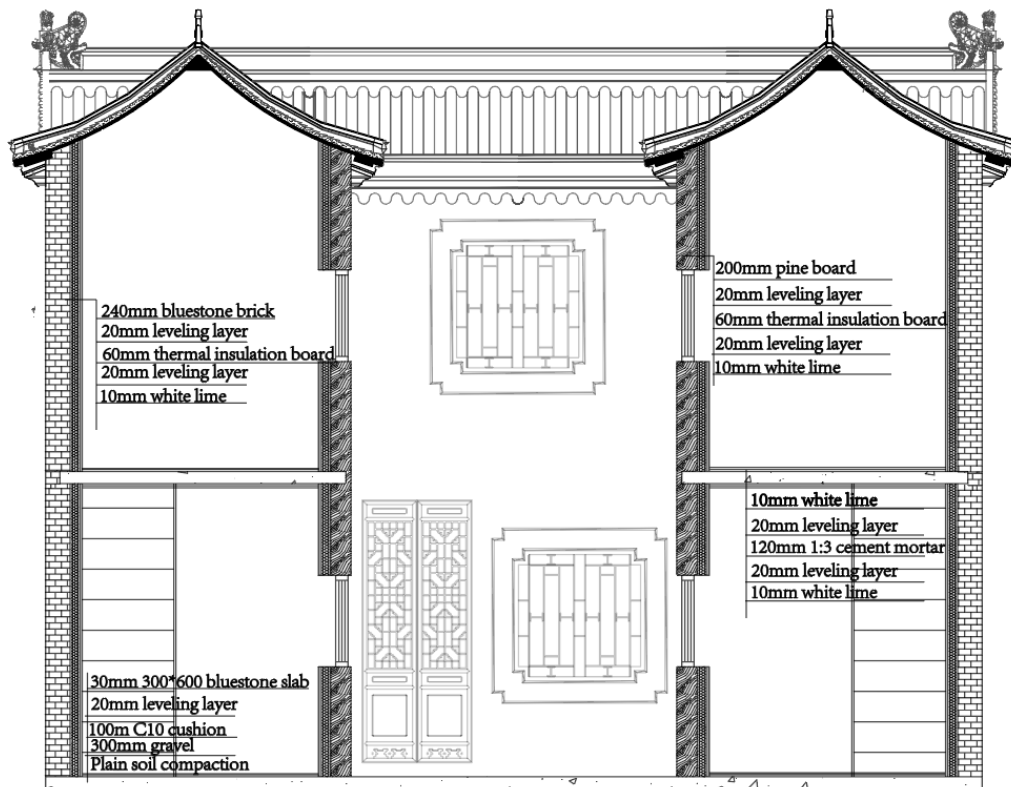 240mm bluestone brick
20mm leveling layer
60mm thermal insulation board
20mm leveling layer
10mm white lime
200mm pine board
20mm leveling layer
60mm thermal insulation board
20mm leveling layer
10mm white lime
10mm white lime
20mm leveling layer
120mm 1:3 cement mortar
20mm leveling layer
10mm white lime
30mm 300*600 bluestone slab
20mm leveling layer
100m C10 cushion
300mm gravel
Plain soil compaction